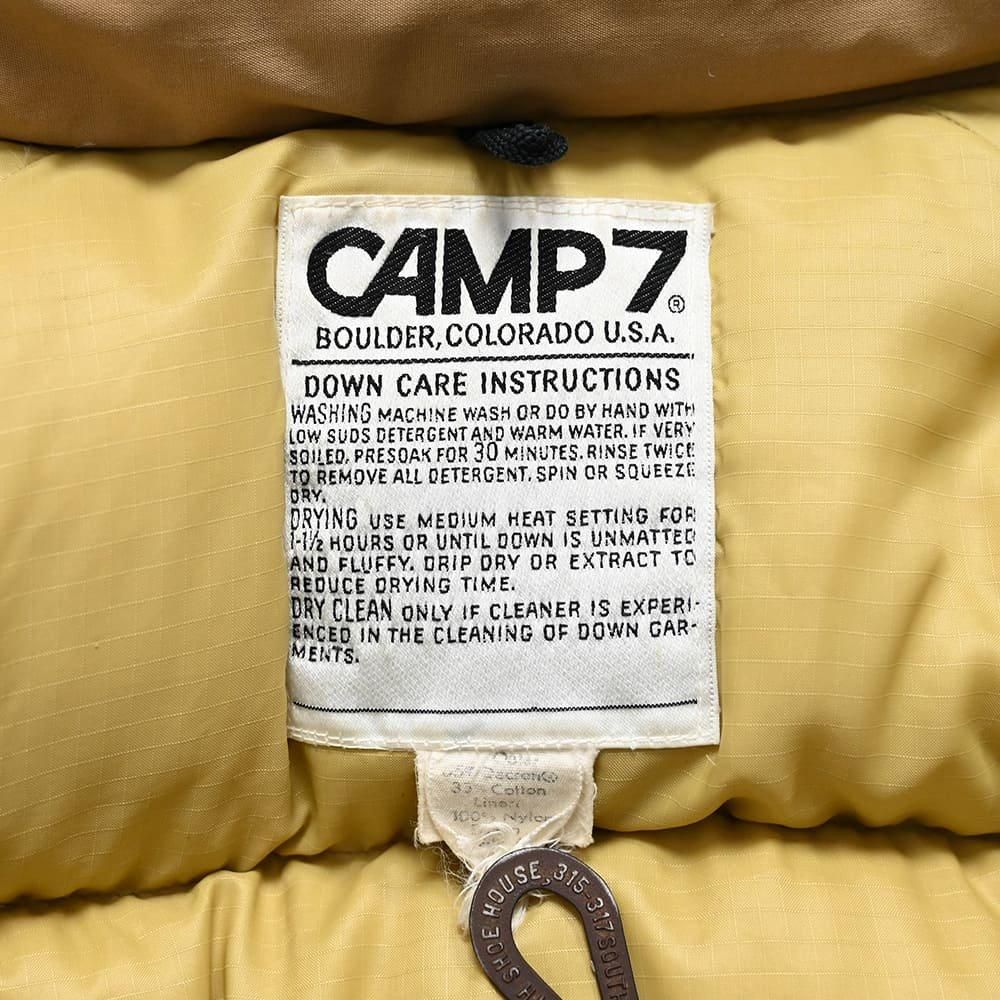 CAMP 7®
BOULDER, COLORADO U.S.A.
DOWN CARE INSTRUCTIONS
WASHING MACHINE WASH OR DO BY HAND WITH
LOW SUDS DETERGENT AND WARM WATER. IF VERY
SOILED, PRESOAK FOR 30 MINUTES. RINSE TWICE
TO REMOVE ALL DETERGENT. SPIN OR SQUEEZE
DRY.
DRYING USE MEDIUM HEAT SETTING FOR
1-1½ HOURS OR UNTIL DOWN IS UNMATTED
AND FLUFFY. DRIP DRY OR EXTRACT TO
REDUCE DRYING TIME.
DRY CLEAN ONLY IF CLEANER IS EXPERI-
ENCED IN THE CLEANING OF DOWN GAR-
MENTS.
Dacron®
35% Cotton
100% Nylon
SHOE HOUSE, 315-317 SOUTH